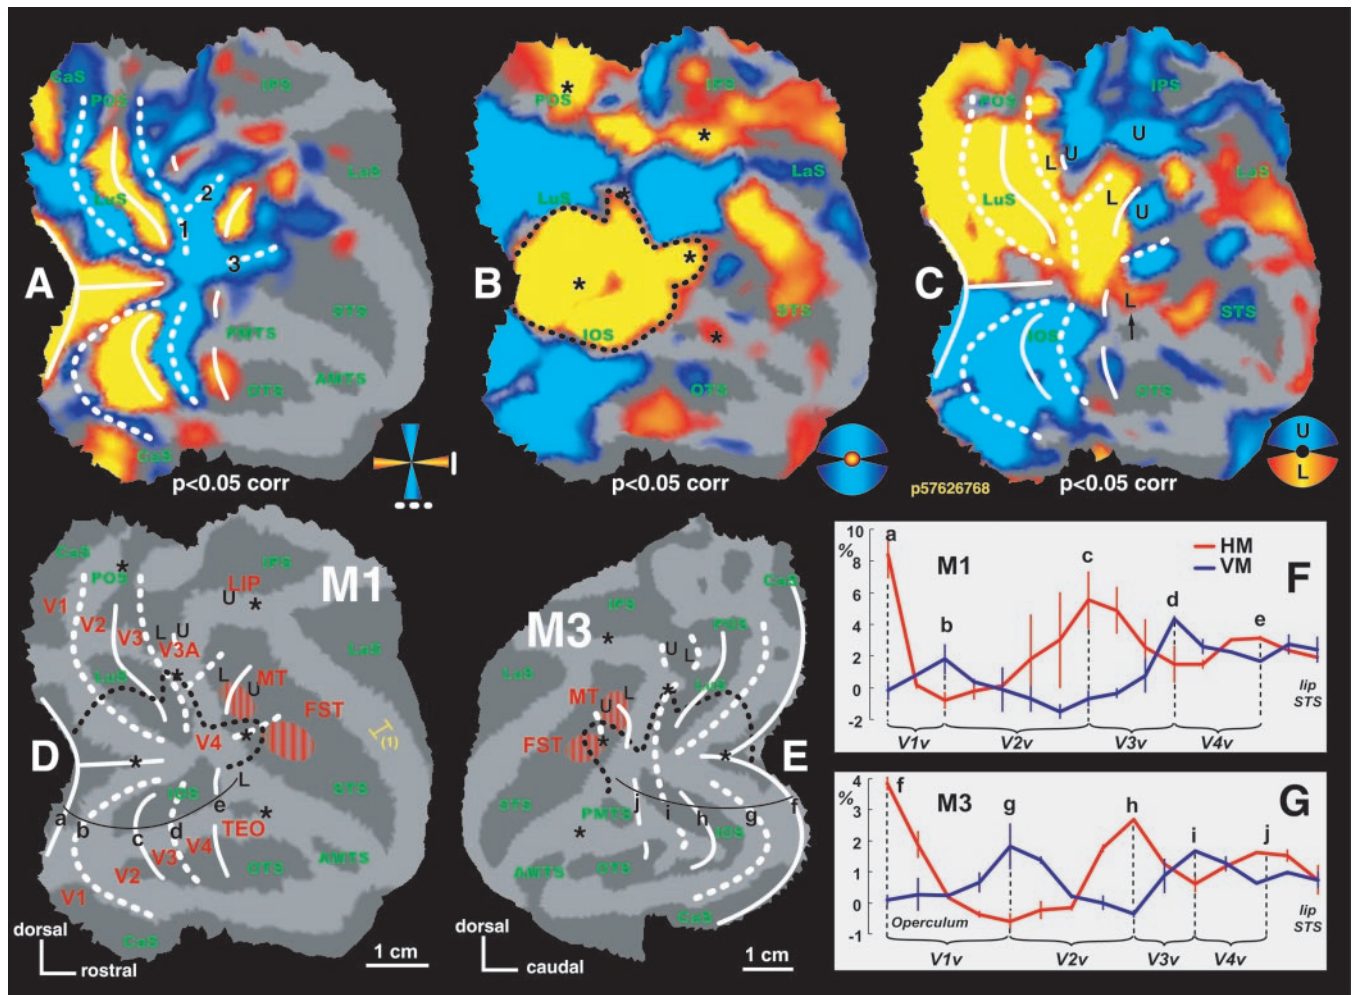 CaS
POS
IPS
LuS
LaS
1
2
3
A
STS
PMTS
AMTS
OTS
CaS
p<0.05 corr
POS
*
IPS
*
LaS
LuS
*
*
*
B
STS
IOS
*
OTS
p<0.05 corr
POS
IPS
U
L
U
LaS
LuS
L
U
C
L
STS
IOS
OTS
U
L
p57626768
p<0.05 corr
CaS
*
POS
IPS
M1
LIP
U
*
V1
V2
V3
L
U
V3A
LaS
LuS
*
L
MT
U
FST
(1)
D
V4
*
*
L
IOS
STS
a
b
c
d
e
TEO
*
V3
V4
V2
OTS
AMTS
V1
CaS
dorsal
rostral
1 cm
CaS
IPS
POS
M3
*
U
L
LaS
LuS
*
MT
L
U
FST
*
*
E
STS
PMTS
j
i
h
g
f
IOS
*
AMTS
OTS
CaS
dorsal
caudal
1 cm
10
%
8
6
4
2
0
-2
a
M1
HM
VM
F
c
b
d
e
lip
STS
V1v
V2v
V3v
V4v
4
%
3
2
1
0
-1
f
M3
G
g
h
i
j
Operculum
lip
STS
V1v
V2v
V3v
V4v